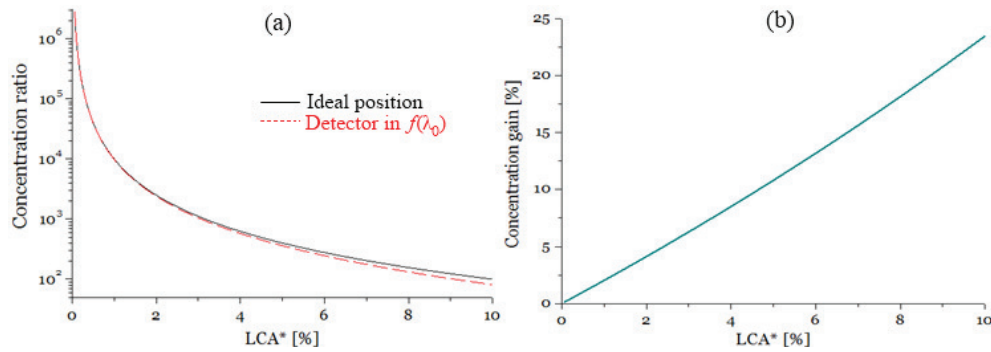 (a)
Concentration ratio
10^6
10^5
10^4
10^3
10^2
Ideal position
Detector in f(λ₀)
0 2 4 6 8 10
LCA* [%]
(b)
Concentration gain [%]
25
20
15
10
5
0
0 2 4 6 8 10
LCA* [%]